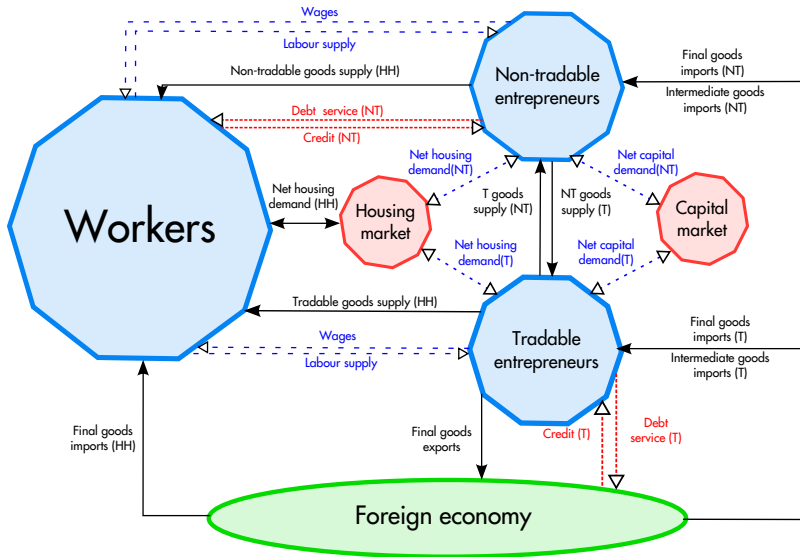 Wages
Labour supply
Non-tradable goods supply (HH)
Non-tradable
entrepreneurs
Final goods
imports (NT)
Intermediate goods
imports (NT)
Debt service (NT)
Credit (NT)
Net housing
demand(NT)
Net capital
demand(NT)
Workers
Net housing
demand (HH)
Housing
market
T goods
supply (NT)
NT goods
supply (T)
Capital
market
Net housing
demand(T)
Net capital
demand(T)
Tradable goods supply (HH)
Wages
Labour supply
Tradable
entrepreneurs
Final goods
imports (T)
Intermediate goods
imports (T)
Final goods
imports (HH)
Final goods
exports
Credit (T)
Debt
service (T)
Foreign economy